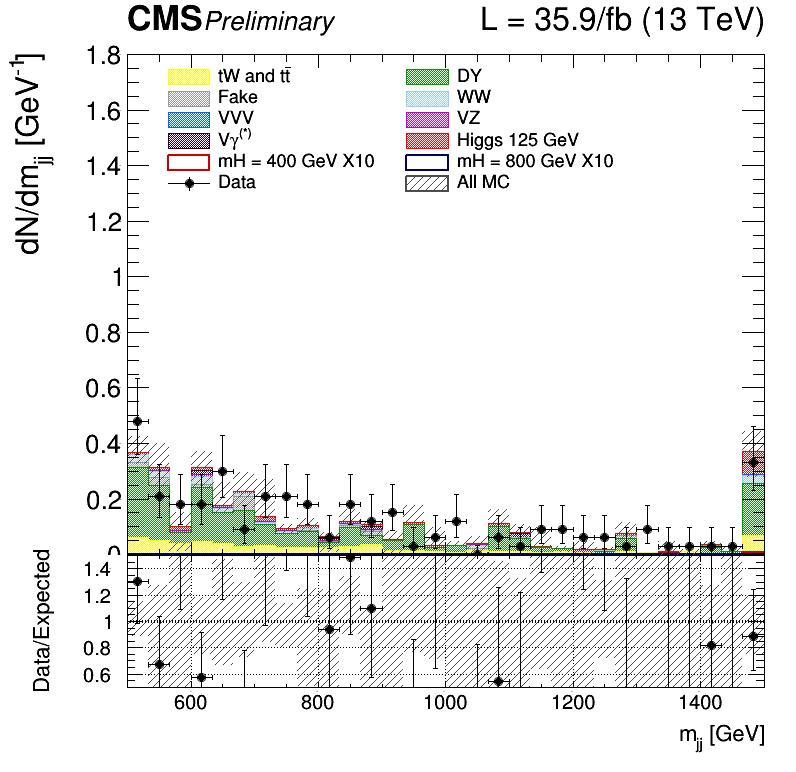 CMS Preliminary L = 35.9/fb (13 TeV)
dN/dm_jj [GeV^-1]
1.8
1.6
1.4
1.2
1
0.8
0.6
0.4
0.2
0
tW and tt̄ DY
Fake WW
VVV VZ
Vγ^(*) Higgs 125 GeV
mH = 400 GeV X10 mH = 800 GeV X10
Data All MC
Data/Expected
1.4
1.2
1
0.8
0.6
600 800 1000 1200 1400
m_jj [GeV]